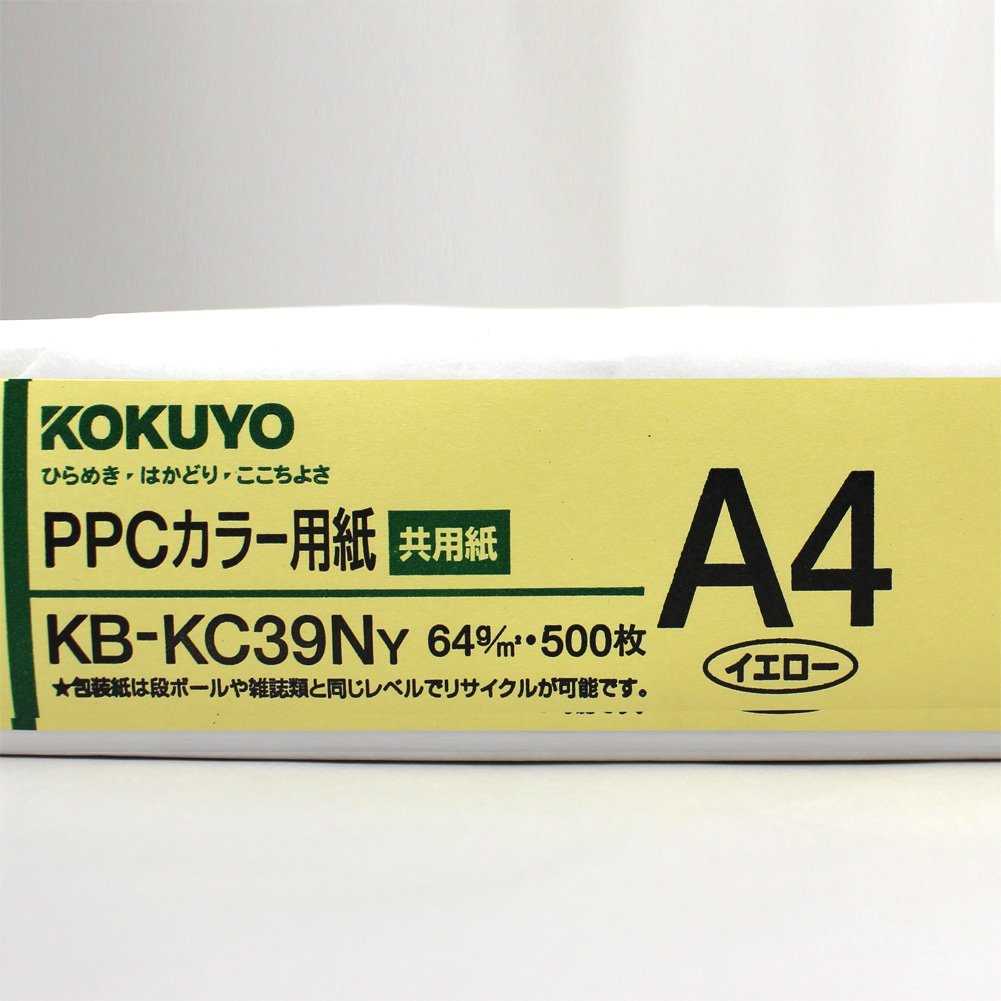 KOKUYO
ひらめき・はかどり・ここちよさ
PPCカラー用紙 共用紙
A4
KB-KC39NY 64g/m²・500枚
イエロー
★包装紙は段ボールや雑誌類と同じレベルでリサイクルが可能です。